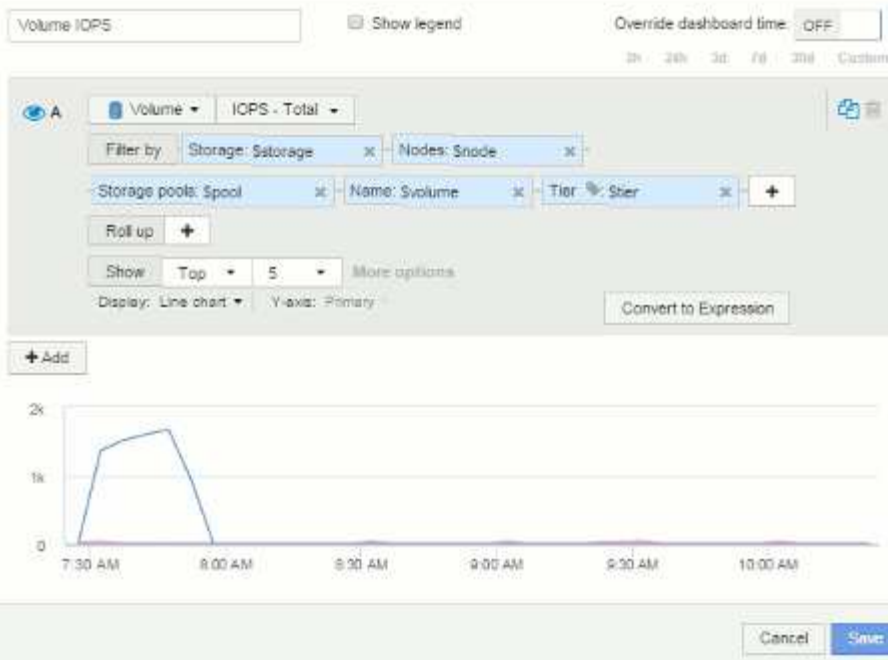 Volume IOPS Show legend Override dashboard time: OFF
3h 24h 3d 7d 30d Custom
A Volume IOPS - Total
Filter by Storage: $storage Nodes: $node
Storage pools: $pool Name: $volume Tier $tier
Roll up +
Show Top 5 More options
Display: Line chart Y-axis: Primary Convert to Expression
+ Add
2k
1k
0
7:30 AM 8:00 AM 8:30 AM 9:00 AM 9:30 AM 10:00 AM
Cancel Save